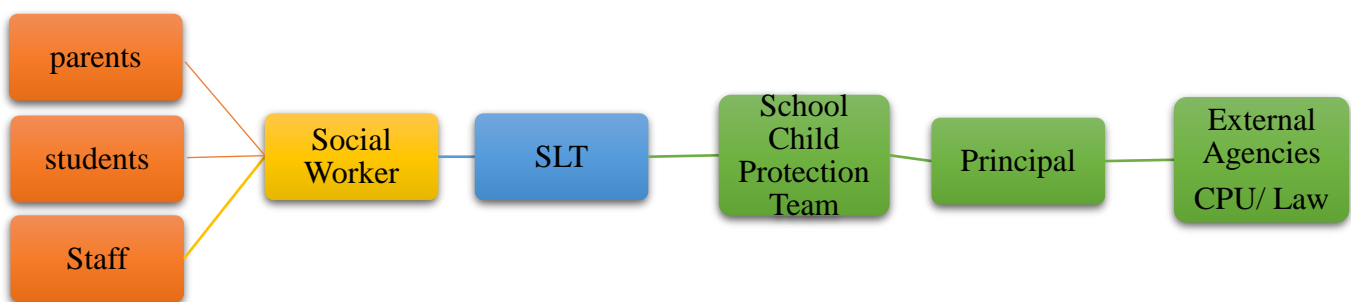 parents
students
Staff
Social
Worker
SLT
School
Child
Protection
Team
Principal
External
Agencies
CPU/ Law